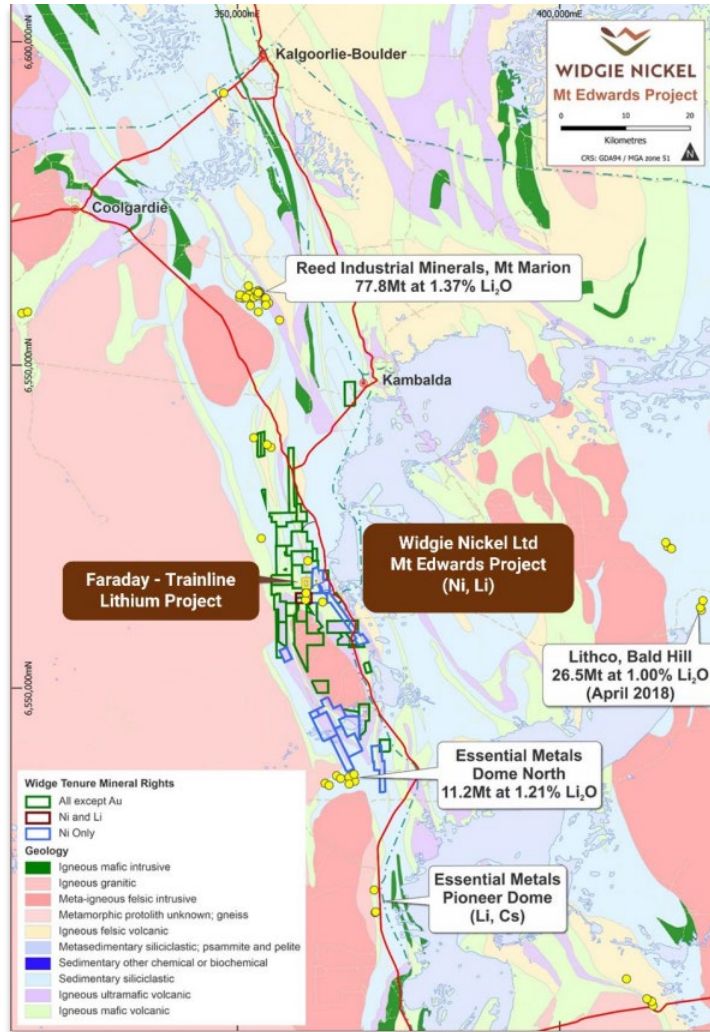 350,000mE
400,000mE
6,600,000mN
Kalgoorlie-Boulder
WIDGIE NICKEL
Mt Edwards Project
0 10 20
Kilometres
CRS: GDA94 / MGA zone 51
N
Coolgardie
Reed Industrial Minerals, Mt Marion
77.8Mt at 1.37% Li₂O
6,550,000mN
Kambalda
Widgie Nickel Ltd
Mt Edwards Project
(Ni, Li)
Faraday - Trainline
Lithium Project
Lithco, Bald Hill
26.5Mt at 1.00% Li₂O
(April 2018)
6,550,000mN
Essential Metals
Dome North
11.2Mt at 1.21% Li₂O
Essential Metals
Pioneer Dome
(Li, Cs)
Widge Tenure Mineral Rights
All except Au
Ni and Li
Ni Only
Geology
Igneous mafic intrusive
Igneous granitic
Meta-igneous felsic intrusive
Metamorphic protolith unknown; gneiss
Igneous felsic volcanic
Metasedimentary siliciclastic; psammite and pelite
Sedimentary other chemical or biochemical
Sedimentary siliciclastic
Igneous ultramafic volcanic
Igneous mafic volcanic